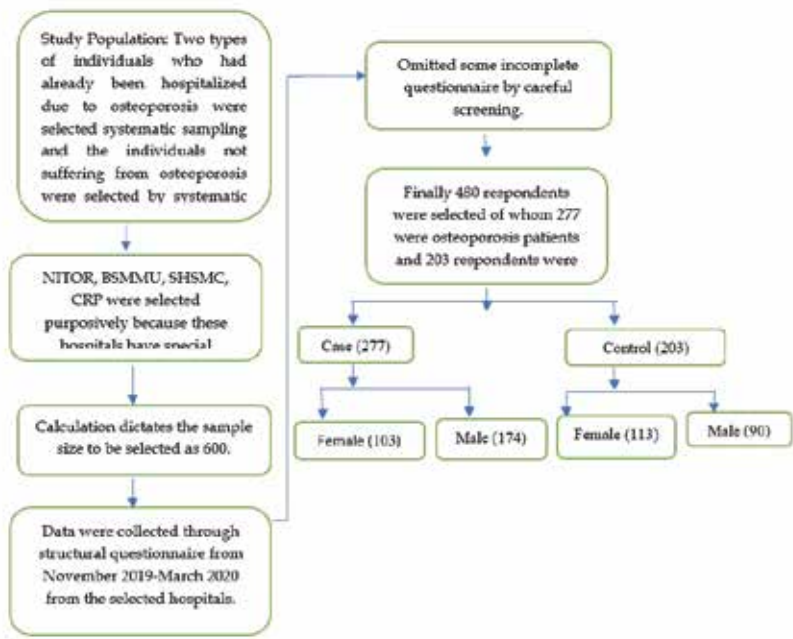 Study Population: Two types
of individuals who had
already been hospitalized
due to osteoporosis were
selected systematic sampling
and the individuals not
suffering from osteoporosis
were selected by systematic
NITOR, BSMMU, SHSMC,
CRP were selected
purposively because these
hospitals have special
Calculation dictates the sample
size to be selected as 600.
Data were collected through
structural questionnaire from
November 2019-March 2020
from the selected hospitals.
Omitted some incomplete
questionnaire by careful
screening.
Finally 480 respondents
were selected of whom 277
were osteoporosis patients
and 203 respondents were
Case (277)
Control (203)
Female (103)
Male (174)
Female (113)
Male (90)